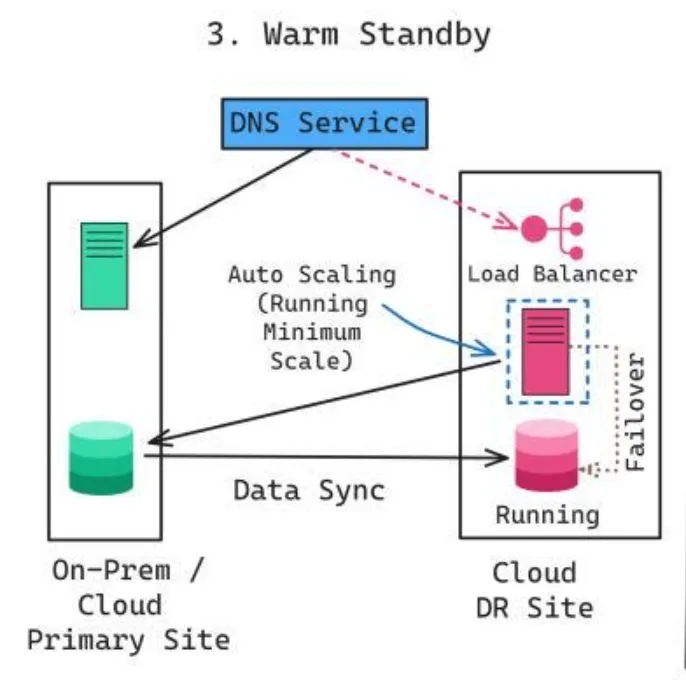 3. Warm Standby
DNS Service
Auto Scaling
(Running
Minimum
Scale)
Load Balancer
Failover
Data Sync
Running
On-Prem /
Cloud
Primary Site
Cloud
DR Site